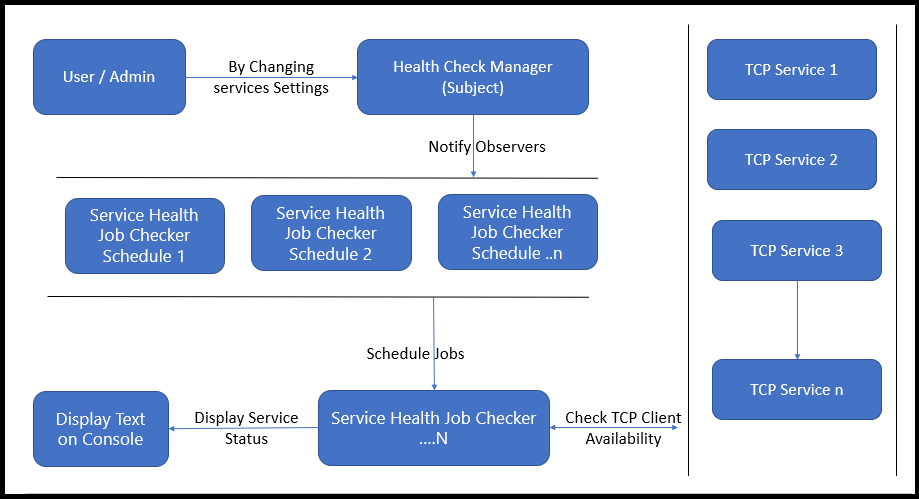 User / Admin
By Changing
services Settings
Health Check Manager
(Subject)
Notify Observers
Service Health
Job Checker
Schedule 1
Service Health
Job Checker
Schedule 2
Service Health
Job Checker
Schedule ..n
Schedule Jobs
Display Text
on Console
Display Service
Status
Service Health Job Checker
....N
Check TCP Client
Availability
TCP Service 1
TCP Service 2
TCP Service 3
TCP Service n